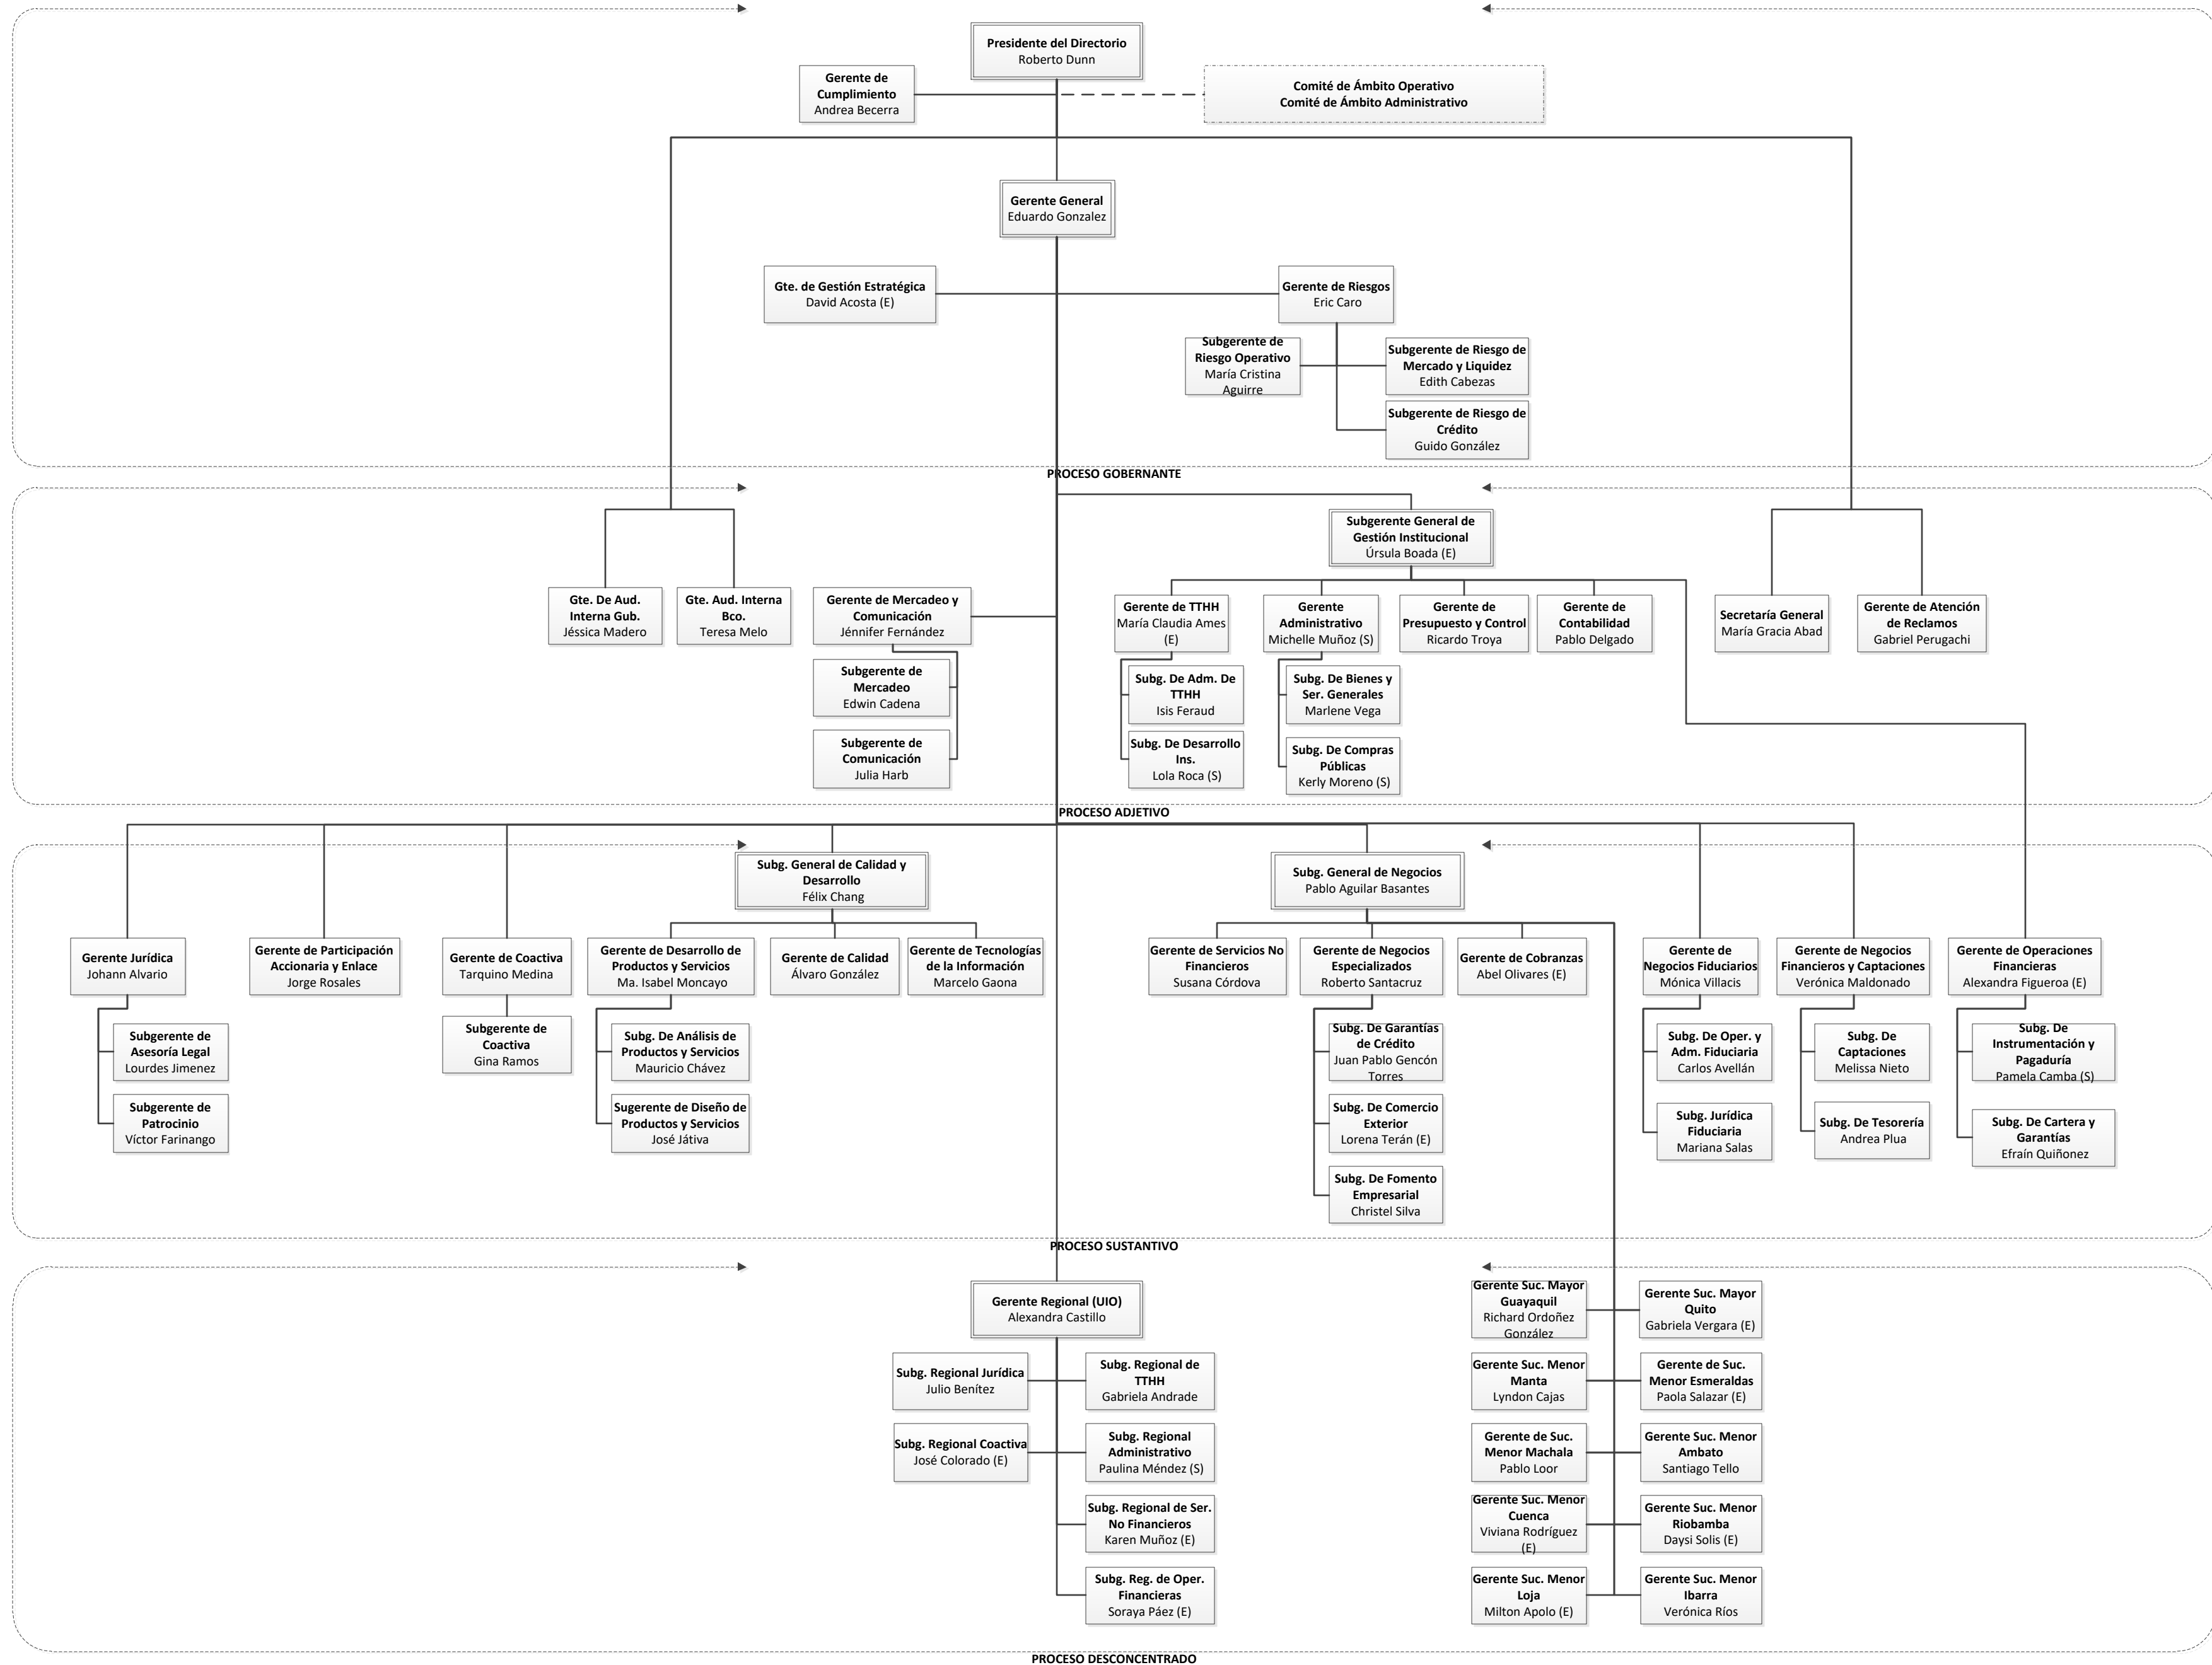 Presidente del Directorio
Roberto Dunn
Gerente de
Cumplimiento
Andrea Becerra
Comité de Ámbito Operativo
Comité de Ámbito Administrativo
Gerente General
Eduardo Gonzalez
Gte. de Gestión Estratégica
David Acosta (E)
Gerente de Riesgos
Eric Caro
Subgerente de
Riesgo Operativo
María Cristina
Aguirre
Subgerente de Riesgo de
Mercado y Liquidez
Edith Cabezas
Subgerente de Riesgo de
Crédito
Guido González
PROCESO GOBERNANTE
Subgerente General de
Gestión Institucional
Úrsula Boada (E)
Gte. De Aud.
Interna Gub.
Jéssica Madero
Gte. Aud. Interna
Bco.
Teresa Melo
Gerente de Mercadeo y
Comunicación
Jénnifer Fernández
Gerente de TTHH
María Claudia Ames
(E)
Gerente
Administrativo
Michelle Muñoz (S)
Gerente de
Presupuesto y Control
Ricardo Troya
Gerente de
Contabilidad
Pablo Delgado
Secretaría General
María Gracia Abad
Gerente de Atención
de Reclamos
Gabriel Perugachi
Subgerente de
Mercadeo
Edwin Cadena
Subg. De Adm. De
TTHH
Isis Feraud
Subg. De Bienes y
Ser. Generales
Marlene Vega
Subgerente de
Comunicación
Julia Harb
Subg. De Desarrollo
Ins.
Lola Roca (S)
Subg. De Compras
Públicas
Kerly Moreno (S)
PROCESO ADJETIVO
Subg. General de Calidad y
Desarrollo
Félix Chang
Subg. General de Negocios
Pablo Aguilar Basantes
Gerente Jurídica
Johann Alvario
Gerente de Participación
Accionaria y Enlace
Jorge Rosales
Gerente de Coactiva
Tarquino Medina
Gerente de Desarrollo de
Productos y Servicios
Ma. Isabel Moncayo
Gerente de Calidad
Álvaro González
Gerente de Tecnologías
de la Información
Marcelo Gaona
Gerente de Servicios No
Financieros
Susana Córdova
Gerente de Negocios
Especializados
Roberto Santacruz
Gerente de Cobranzas
Abel Olivares (E)
Gerente de
Negocios Fiduciarios
Mónica Villacis
Gerente de Negocios
Financieros y Captaciones
Verónica Maldonado
Gerente de Operaciones
Financieras
Alexandra Figueroa (E)
Subgerente de
Asesoría Legal
Lourdes Jimenez
Subgerente de
Coactiva
Gina Ramos
Subg. De Análisis de
Productos y Servicios
Mauricio Chávez
Subg. De Garantías
de Crédito
Juan Pablo Gencón
Torres
Subg. De Oper. y
Adm. Fiduciaria
Carlos Avellán
Subg. De
Captaciones
Melissa Nieto
Subg. De
Instrumentación y
Pagaduría
Pamela Camba (S)
Subgerente de
Patrocinio
Víctor Farinango
Sugerente de Diseño de
Productos y Servicios
José Játiva
Subg. De Comercio
Exterior
Lorena Terán (E)
Subg. Jurídica
Fiduciaria
Mariana Salas
Subg. De Tesorería
Andrea Plua
Subg. De Cartera y
Garantías
Efraín Quiñonez
Subg. De Fomento
Empresarial
Christel Silva
PROCESO SUSTANTIVO
Gerente Regional (UIO)
Alexandra Castillo
Gerente Suc. Mayor
Guayaquil
Richard Ordoñez
González
Gerente Suc. Mayor
Quito
Gabriela Vergara (E)
Subg. Regional Jurídica
Julio Benítez
Subg. Regional de
TTHH
Gabriela Andrade
Gerente Suc. Menor
Manta
Lyndon Cajas
Gerente de Suc.
Menor Esmeraldas
Paola Salazar (E)
Subg. Regional Coactiva
José Colorado (E)
Subg. Regional
Administrativo
Paulina Méndez (S)
Gerente de Suc.
Menor Machala
Pablo Loor
Gerente Suc. Menor
Ambato
Santiago Tello
Subg. Regional de Ser.
No Financieros
Karen Muñoz (E)
Gerente Suc. Menor
Cuenca
Viviana Rodríguez
(E)
Gerente Suc. Menor
Riobamba
Daysi Solis (E)
Subg. Reg. de Oper.
Financieras
Soraya Páez (E)
Gerente Suc. Menor
Loja
Milton Apolo (E)
Gerente Suc. Menor
Ibarra
Verónica Ríos
PROCESO DESCONCENTRADO